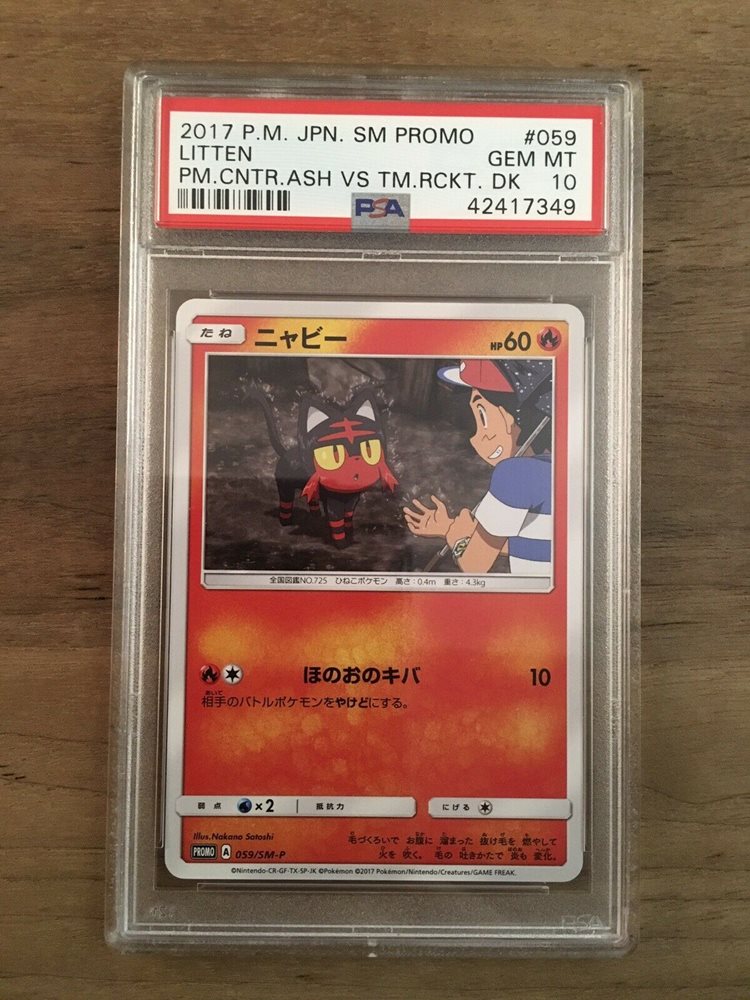 2017 P.M. JPN. SM PROMO #059
LITTEN GEM MT
PM.CNTR.ASH VS TM.RCKT. DK 10
PSA 42417349
たね ニャビー HP60
全国図鑑NO.725 ひねこポケモン 高さ:0.4m 重さ:4.3kg
ほのおのキバ 10
あいて
相手のバトルポケモンをやけどにする。
弱点 ×2 抵抗力 にげる
Illus.Nakano Satoshi
毛づくろいで お腹に 溜まった 抜け毛を 燃やして
火を 吹く。 毛の 吐きかたで 炎も 変化。
PROMO A 059/SM-P
©Nintendo・CR・GF・TX・SP・JK ©Pokémon ©2017 Pokémon/Nintendo/Creatures/GAME FREAK.
PSA